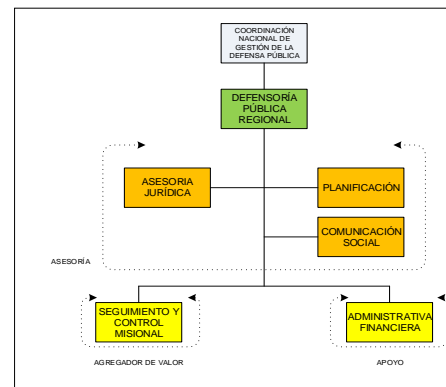 COORDINACIÓN
NACIONAL DE
GESTIÓN DE LA
DEFENSA PÚBLICA
DEFENSORÍA
PÚBLICA
REGIONAL
ASESORIA
JURÍDICA
PLANIFICACIÓN
COMUNICACIÓN
SOCIAL
ASESORÍA
SEGUIMIENTO Y
CONTROL
MISIONAL
ADMINISTRATIVA
FINANCIERA
AGREGADOR DE VALOR
APOYO